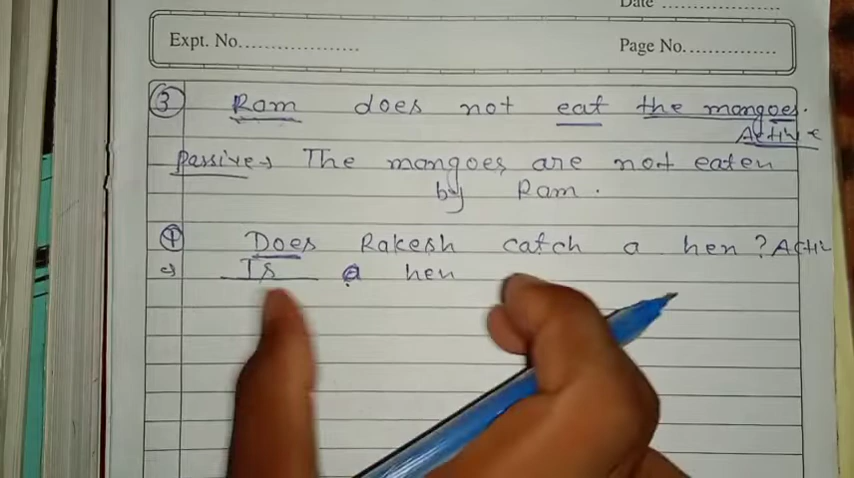 Date ....................
Expt. No.....................
Page No...............
3 Ram does not eat the mangoes.
Active
Passive → The mangoes are not eaten
by Ram.
4 Does Rakesh catch a hen ? Activ
→ Is a hen